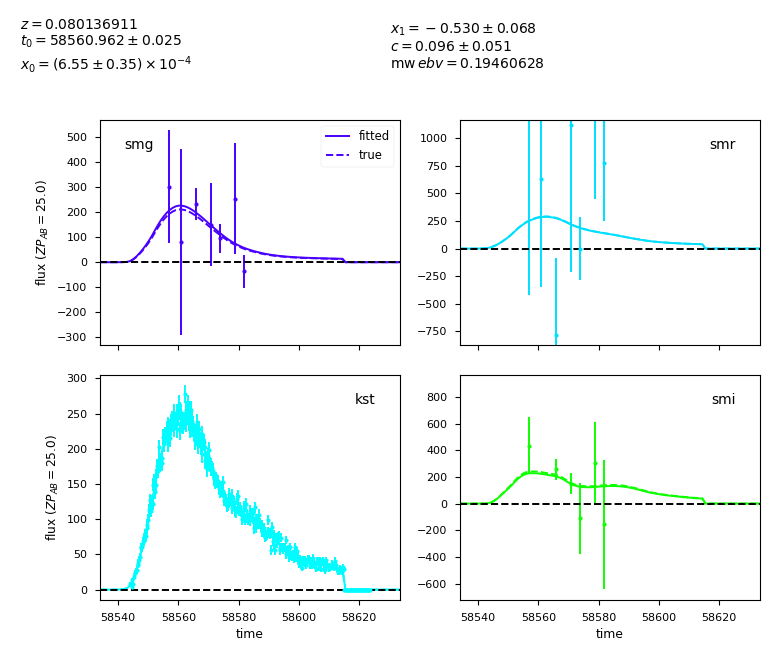 z = 0.080136911
t0 = 58560.962 ± 0.025
x0 = (6.55 ± 0.35) × 10^−4
x1 = −0.530 ± 0.068
c = 0.096 ± 0.051
mw ebv = 0.19460628
smg
fitted
true
500
400
300
200
100
0
−100
−200
−300
flux (ZP_AB = 25.0)
smr
1000
750
500
250
0
−250
−500
−750
kst
300
250
200
150
100
50
0
flux (ZP_AB = 25.0)
58540 58560 58580 58600 58620
time
smi
800
600
400
200
0
−200
−400
−600
58540 58560 58580 58600 58620
time